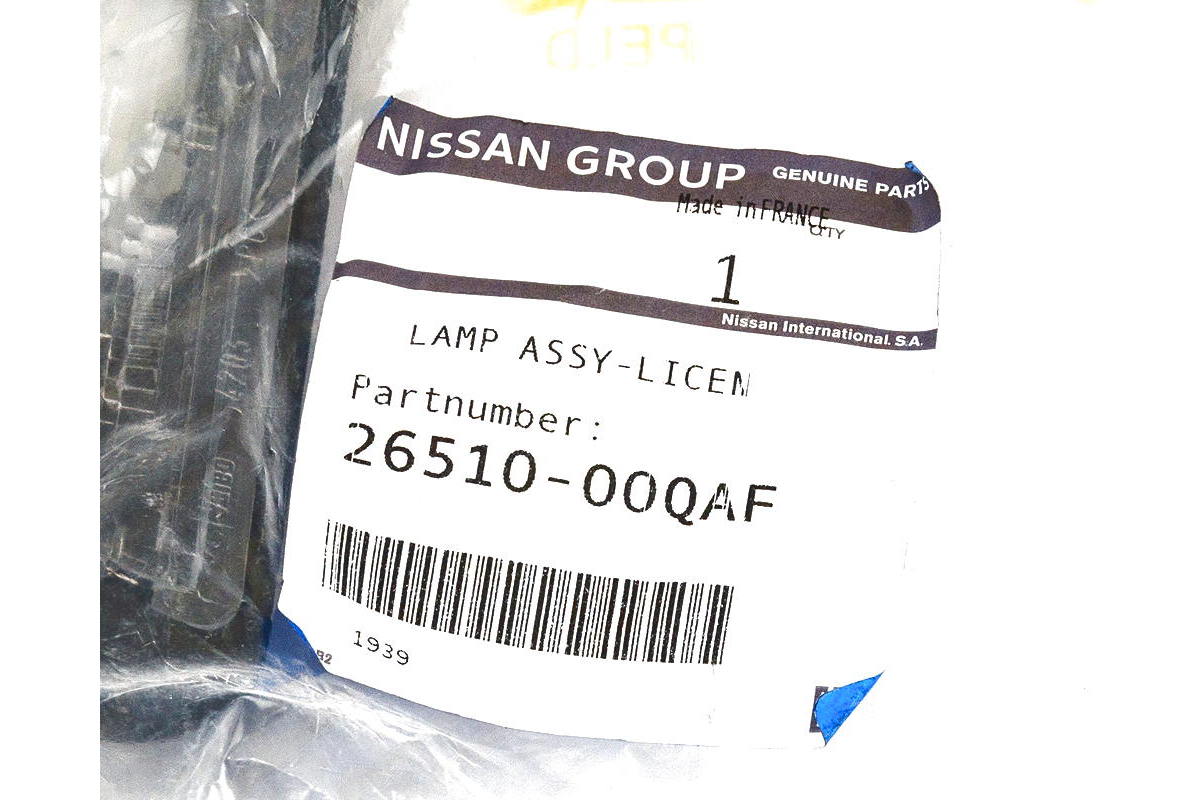 NISSAN GROUP GENUINE PARTS
Made in FRANCE
QTY
1
Nissan International. S.A.
LAMP ASSY-LICEN
Partnumber:
26510-00QAF
1939